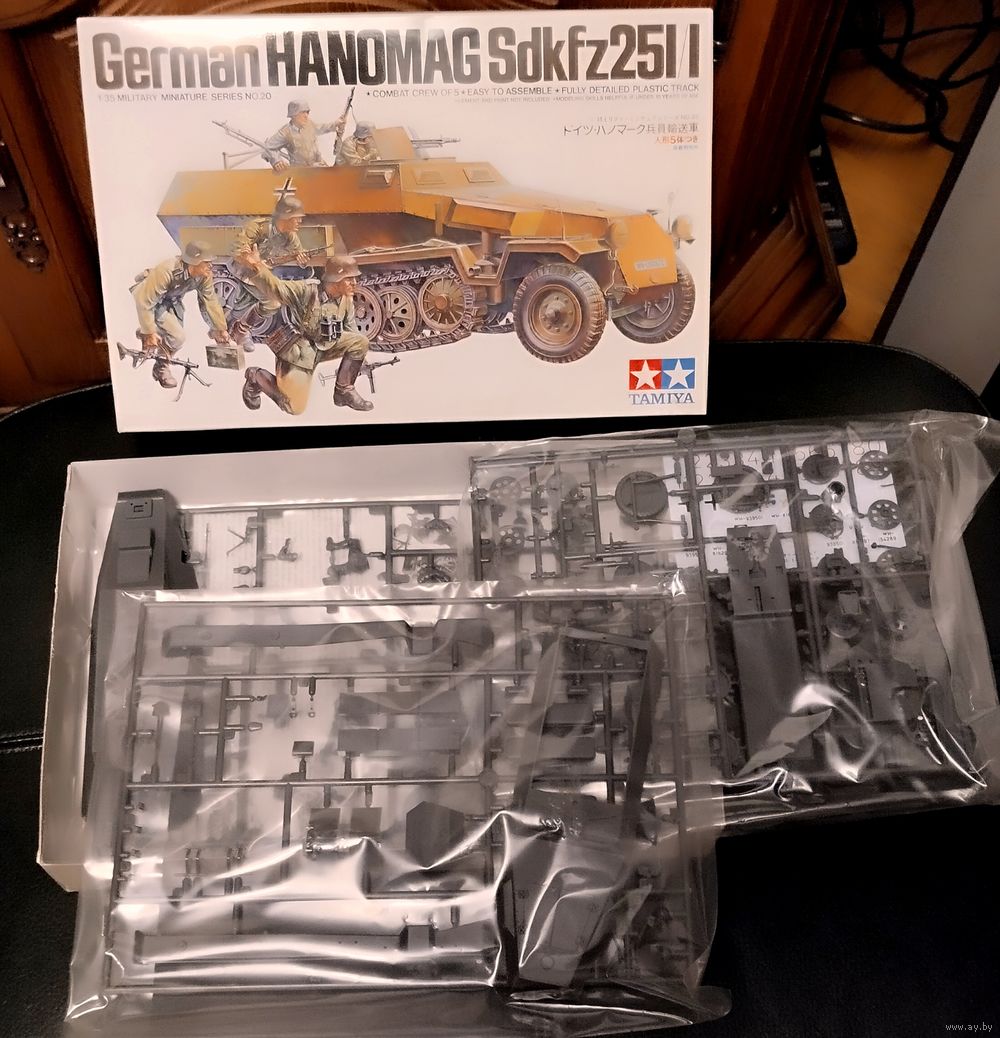 German HANOMAG Sdkfz251/1
1:35 MILITARY MINIATURE SERIES NO.20
★ COMBAT CREW OF 5 ★ EASY TO ASSEMBLE ★ FULLY DETAILED PLASTIC TRACK
ドイツ・ハノマーク兵員輸送車
人形5体つき
TAMIYA
www.ay.by